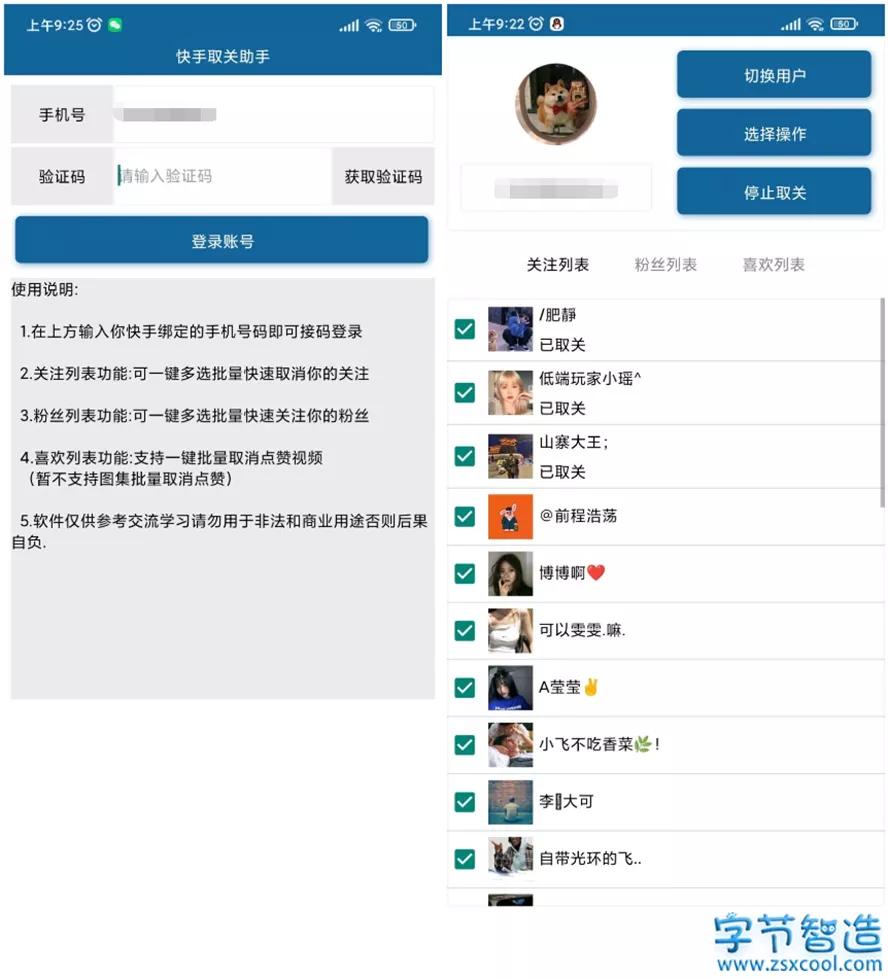 上午9:25
50
快手取关助手
手机号
验证码
请输入验证码
获取验证码
登录账号
使用说明:
1.在上方输入你快手绑定的手机号码即可接码登录
2.关注列表功能:可一键多选批量快速取消你的关注
3.粉丝列表功能:可一键多选批量快速关注你的粉丝
4.喜欢列表功能:支持一键批量取消点赞视频
（暂不支持图集批量取消点赞）
5.软件仅供参考交流学习请勿用于非法和商业用途否则后果
自负.
上午9:22
50
切换用户
选择操作
停止取关
关注列表
粉丝列表
喜欢列表
/肥靜
已取关
低端玩家小瑶^
已取关
山寨大王；
已取关
@前程浩荡
博博啊❤️
可以雯雯.嘛.
A莹莹✌️
小飞不吃香菜🌿！
李大可
自带光环的飞..
字节智造
www.zsxcool.com